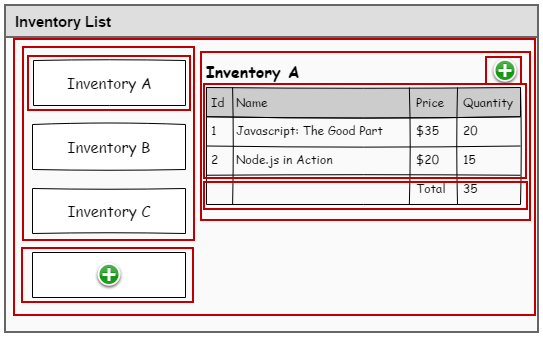 Inventory List
Inventory A
Inventory B
Inventory C
Inventory A
Id Name Price Quantity
1 Javascript: The Good Part $35 20
2 Node.js in Action $20 15
Total 35